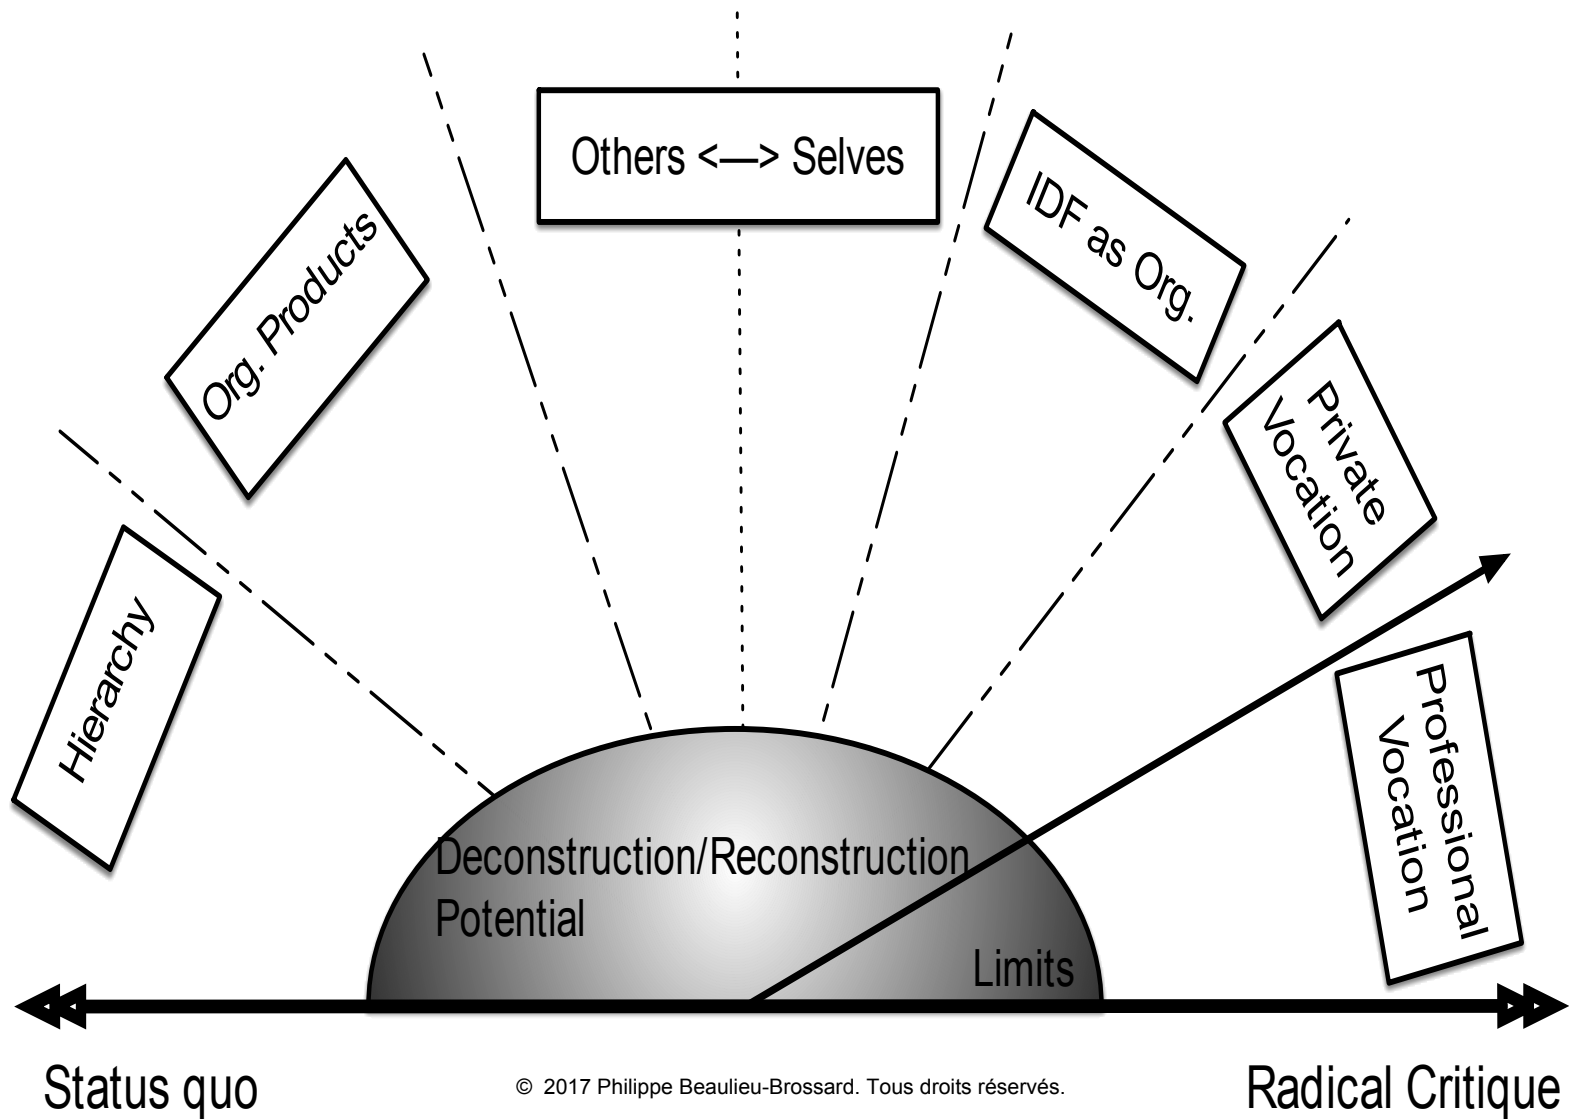 Others <—> Selves
IDF as Org.
Org. Products
Private
Vocation
Hierarchy
Professional
Vocation
Deconstruction/Reconstruction
Potential
Limits
Status quo
© 2017 Philippe Beaulieu-Brossard. Tous droits réservés.
Radical Critique